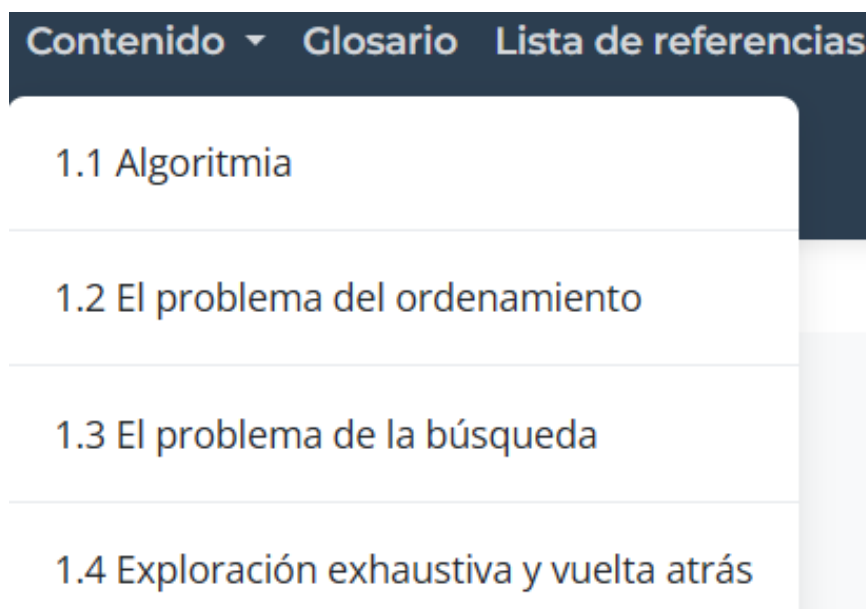 Contenido Glosario Lista de referencias
1.1 Algoritmia
1.2 El problema del ordenamiento
1.3 El problema de la búsqueda
1.4 Exploración exhaustiva y vuelta atrás